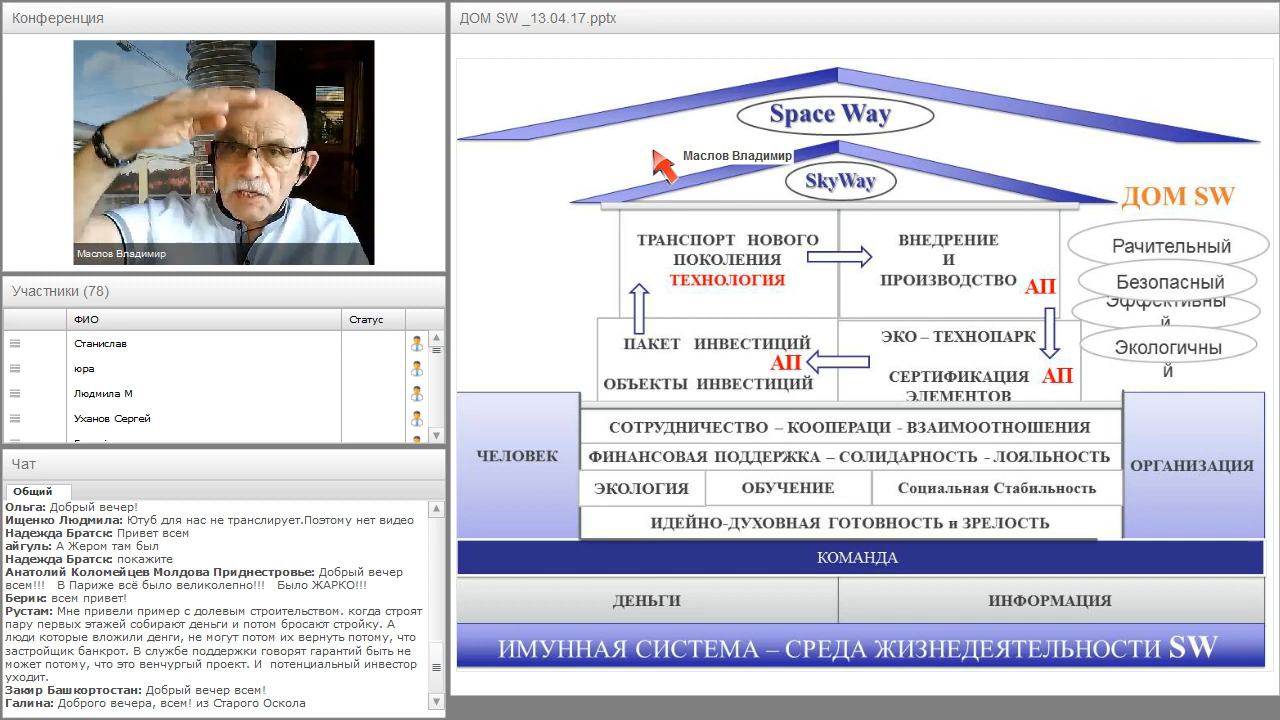 Конференция
Маслов Владимир
Участники (78)
ФИО
Статус
Станислав
юра
Людмила М
Уханов Сергей
Чат
Общий
Ольга: Добрый вечер!
Ищенко Людмила: Ютуб для нас не транслирует.Поэтому нет видео
Надежда Братск: Привет всем
айгуль: А Жером там был
Надежда Братск: покажите
Анатолий Коломейцев Молдова Приднестровье: Добрый вечер
всем!!! В Париже всё было великолепно!!! Было ЖАРКО!!!
Берик: всем привет!
Рустам: Мне привели пример с долевым строительством. когда строят
пару первых этажей собирают деньги и потом бросают стройку. А
люди которые вложили денги, не могут потом их вернуть потому, что
застройщик банкрот. В службе поддержки говорят гарантий быть не
может потому, что это венчургый проект. И потенциальный инвестор
уходит.
Закир Башкортостан: Добрый вечер всем!
Галина: Доброго вечера, всем! из Старого Оскола
ДОМ SW _13.04.17.pptx
Space Way
Маслов Владимир
SkyWay
ДОМ SW
ТРАНСПОРТ НОВОГО
ПОКОЛЕНИЯ
ТЕХНОЛОГИЯ
ВНЕДРЕНИЕ
И
ПРОИЗВОДСТВО
АП
Рачительный
Безопасный
Эффективны
й
Экологичны
й
ПАКЕТ ИНВЕСТИЦИЙ
АП
ОБЪЕКТЫ ИНВЕСТИЦИЙ
ЭКО – ТЕХНОПАРК
СЕРТИФИКАЦИЯ
ЭЛЕМЕНТОВ
АП
ЧЕЛОВЕК
СОТРУДНИЧЕСТВО – КООПЕРАЦИ - ВЗАИМООТНОШЕНИЯ
ФИНАНСОВАЯ ПОДДЕРЖКА – СОЛИДАРНОСТЬ - ЛОЯЛЬНОСТЬ
ЭКОЛОГИЯ
ОБУЧЕНИЕ
Социальная Стабильность
ИДЕЙНО-ДУХОВНАЯ ГОТОВНОСТЬ и ЗРЕЛОСТЬ
ОРГАНИЗАЦИЯ
КОМАНДА
ДЕНЬГИ
ИНФОРМАЦИЯ
ИМУННАЯ СИСТЕМА – СРЕДА ЖИЗНЕДЕЯТЕЛЬНОСТИ SW